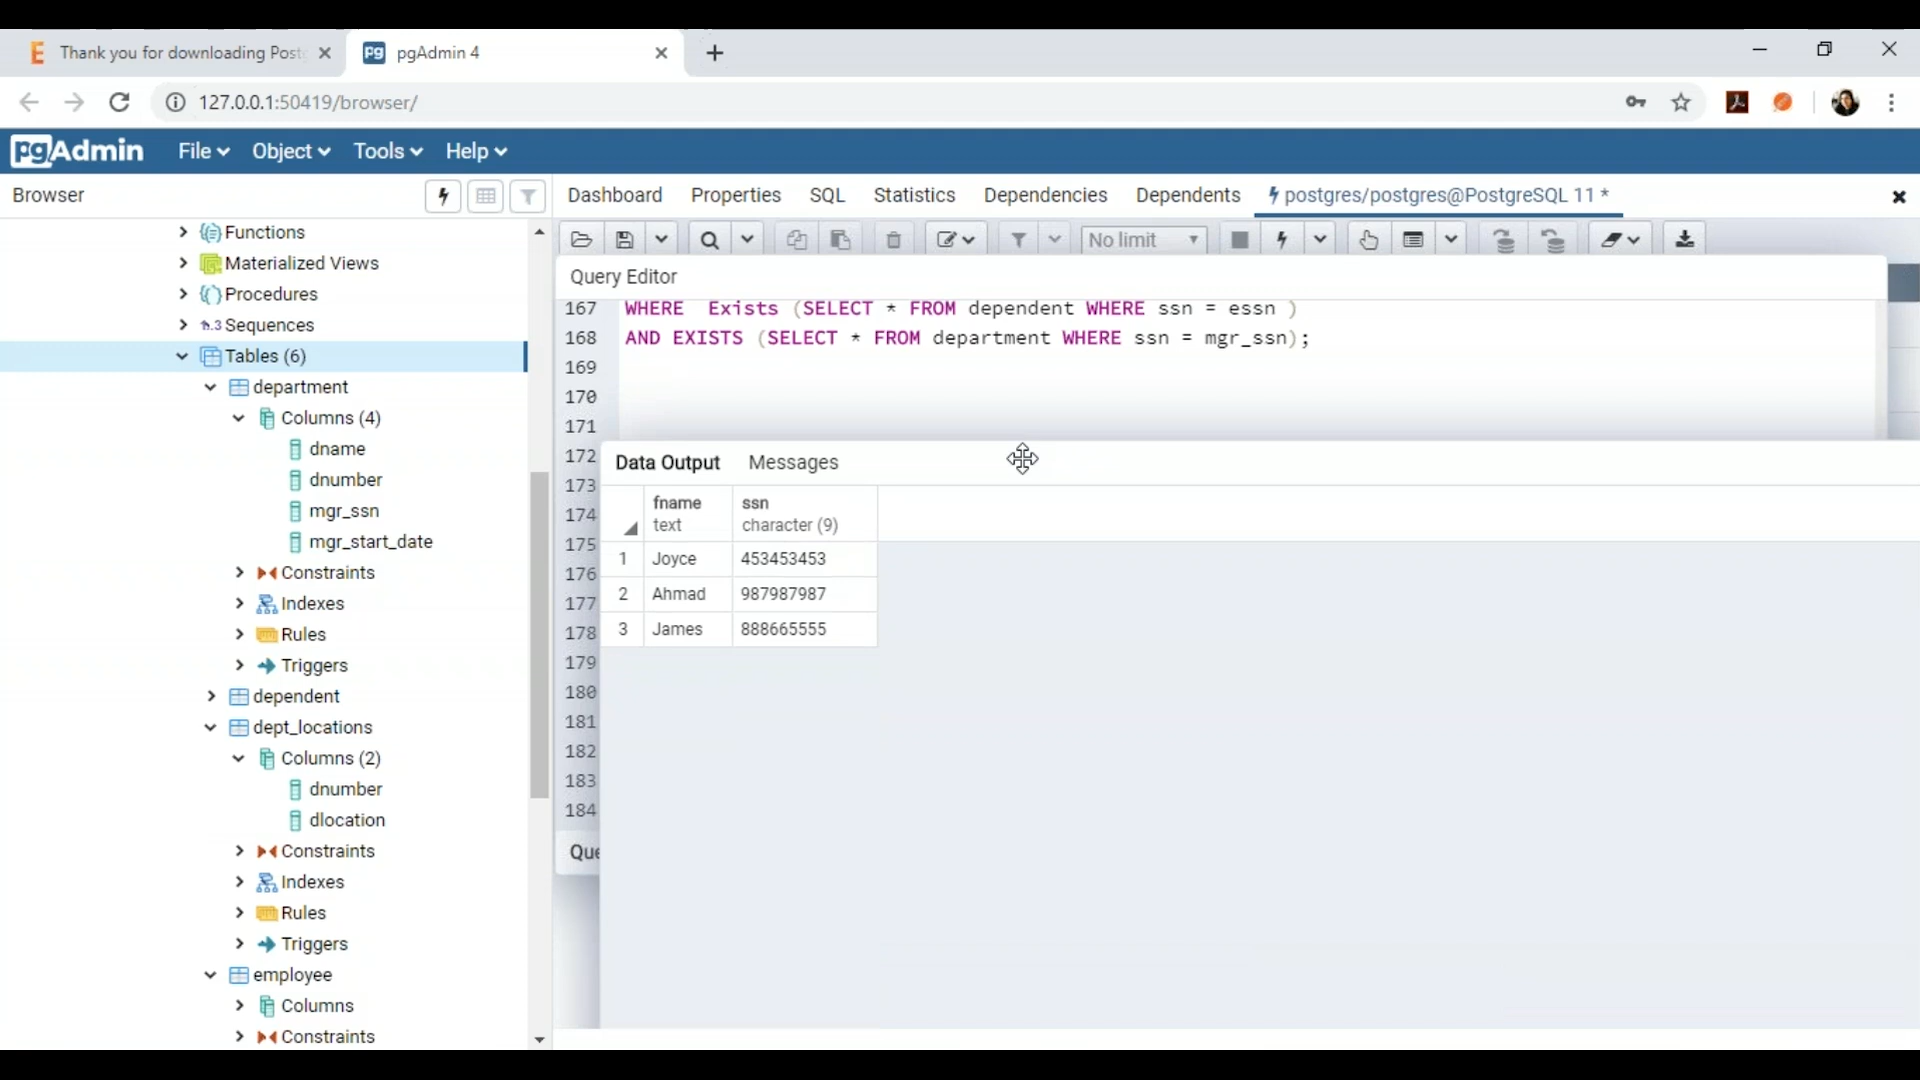 Thank you for downloading Post
pgAdmin 4
127.0.0.1:50419/browser/
pgAdmin
File
Object
Tools
Help
Browser
Dashboard
Properties
SQL
Statistics
Dependencies
Dependents
postgres/postgres@PostgreSQL 11 *
No limit
Functions
Materialized Views
Procedures
1..3 Sequences
Tables (6)
department
Columns (4)
dname
dnumber
mgr_ssn
mgr_start_date
Constraints
Indexes
Rules
Triggers
dependent
dept_locations
Columns (2)
dnumber
dlocation
Constraints
Indexes
Rules
Triggers
employee
Columns
Constraints
Query Editor
167 WHERE Exists (SELECT * FROM dependent WHERE ssn = essn )
168 AND EXISTS (SELECT * FROM department WHERE ssn = mgr_ssn);
169
170
171
172
173
174
175
176
177
178
179
180
181
182
183
184
Que
Data Output Messages
fname ssn
text character (9)
1 Joyce 453453453
2 Ahmad 987987987
3 James 888665555